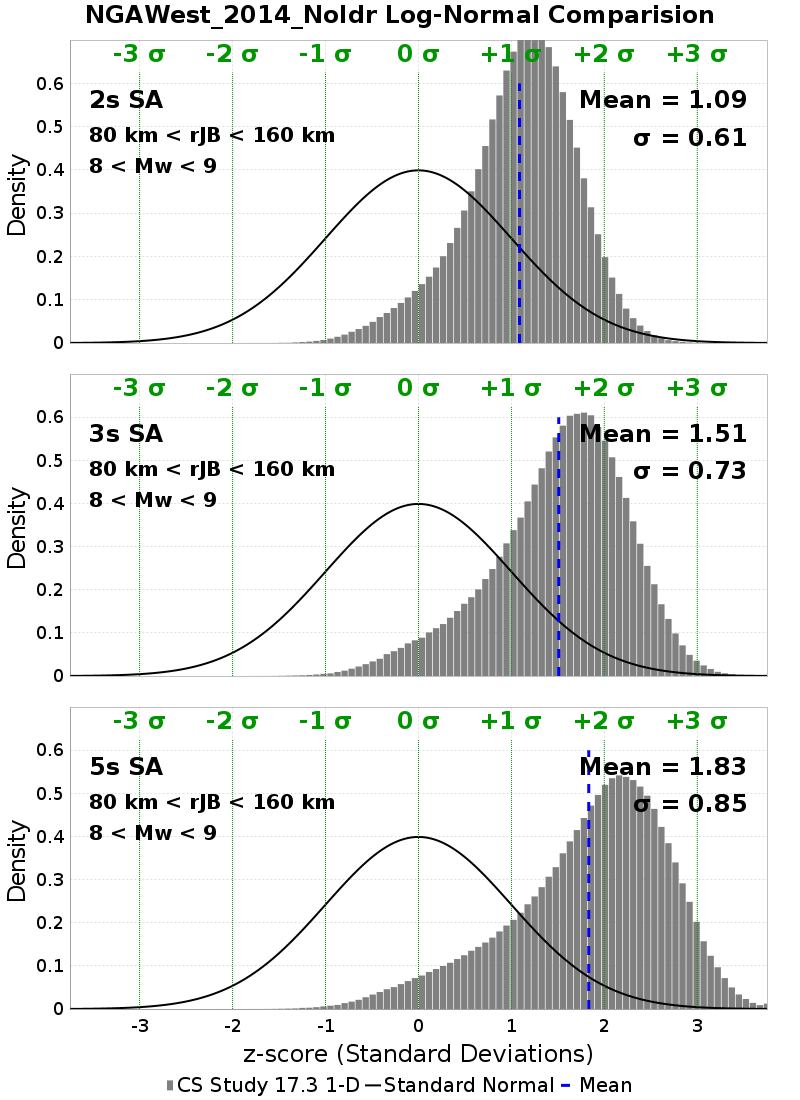 NGAWest_2014_NoIdr Log-Normal Comparision
-3 σ -2 σ -1 σ 0 σ +1 σ +2 σ +3 σ
2s SA
80 km < rJB < 160 km
8 < Mw < 9
Mean = 1.09
σ = 0.61
Density
0.6
0.5
0.4
0.3
0.2
0.1
0
-3 σ -2 σ -1 σ 0 σ +1 σ +2 σ +3 σ
3s SA
80 km < rJB < 160 km
8 < Mw < 9
Mean = 1.51
σ = 0.73
Density
0.6
0.5
0.4
0.3
0.2
0.1
0
-3 σ -2 σ -1 σ 0 σ +1 σ +2 σ +3 σ
5s SA
80 km < rJB < 160 km
8 < Mw < 9
Mean = 1.83
σ = 0.85
Density
0.6
0.5
0.4
0.3
0.2
0.1
0
-3 -2 -1 0 1 2 3
z-score (Standard Deviations)
CS Study 17.3 1-D Standard Normal Mean